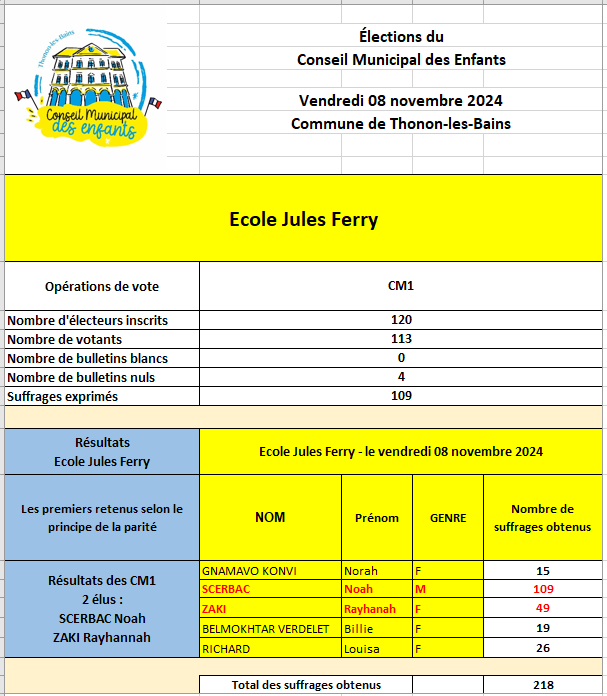 Thonon-les-Bains
Conseil Municipal
des enfants
Élections du
Conseil Municipal des Enfants
Vendredi 08 novembre 2024
Commune de Thonon-les-Bains
Ecole Jules Ferry
Opérations de vote CM1
Nombre d'électeurs inscrits 120
Nombre de votants 113
Nombre de bulletins blancs 0
Nombre de bulletins nuls 4
Suffrages exprimés 109
Résultats
Ecole Jules Ferry
Ecole Jules Ferry - le vendredi 08 novembre 2024
Les premiers retenus selon le
principe de la parité
NOM Prénom GENRE
Nombre de
suffrages obtenus
Résultats des CM1
2 élus :
SCERBAC Noah
ZAKI Rayhannah
GNAMAVO KONVI Norah F 15
SCERBAC Noah M 109
ZAKI Rayhanah F 49
BELMOKHTAR VERDELET Billie F 19
RICHARD Louisa F 26
Total des suffrages obtenus 218